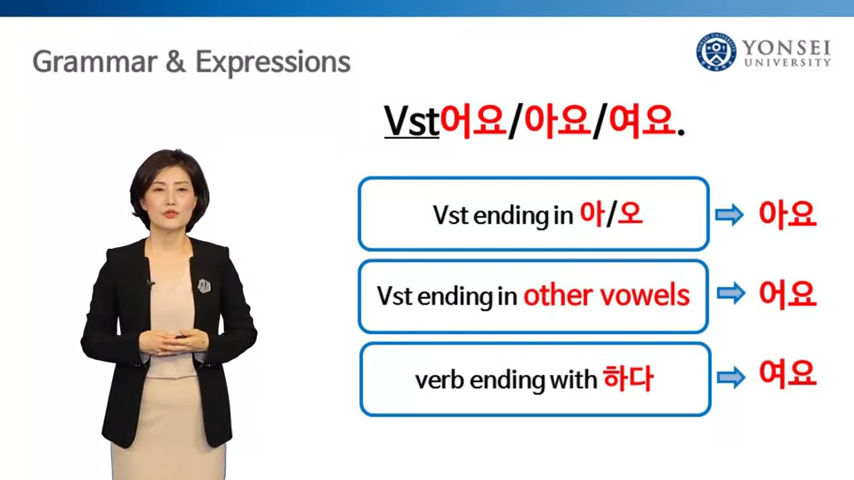 Grammar & Expressions
YONSEI
UNIVERSITY
Vst어요/아요/여요.
Vst ending in 아/오
아요
Vst ending in other vowels
어요
verb ending with 하다
여요